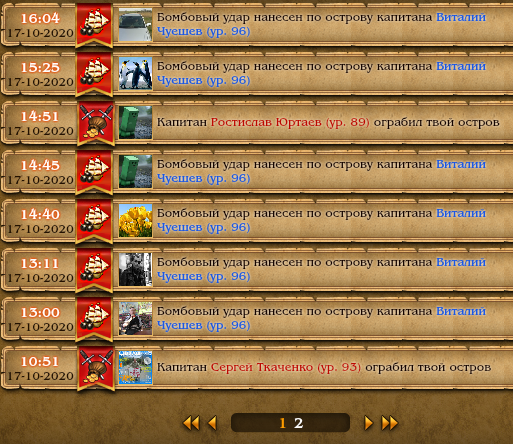 16:04
17-10-2020
Бомбовый удар нанесен по острову капитана Виталий
Чуешев (ур. 96)
15:25
17-10-2020
Бомбовый удар нанесен по острову капитана Виталий
Чуешев (ур. 96)
14:51
17-10-2020
Капитан Ростислав Юртаев (ур. 89) ограбил твой остров
14:45
17-10-2020
Бомбовый удар нанесен по острову капитана Виталий
Чуешев (ур. 96)
14:40
17-10-2020
Бомбовый удар нанесен по острову капитана Виталий
Чуешев (ур. 96)
13:11
17-10-2020
Бомбовый удар нанесен по острову капитана Виталий
Чуешев (ур. 96)
13:00
17-10-2020
Бомбовый удар нанесен по острову капитана Виталий
Чуешев (ур. 96)
10:51
17-10-2020
Капитан Сергей Ткаченко (ур. 93) ограбил твой остров
1 2